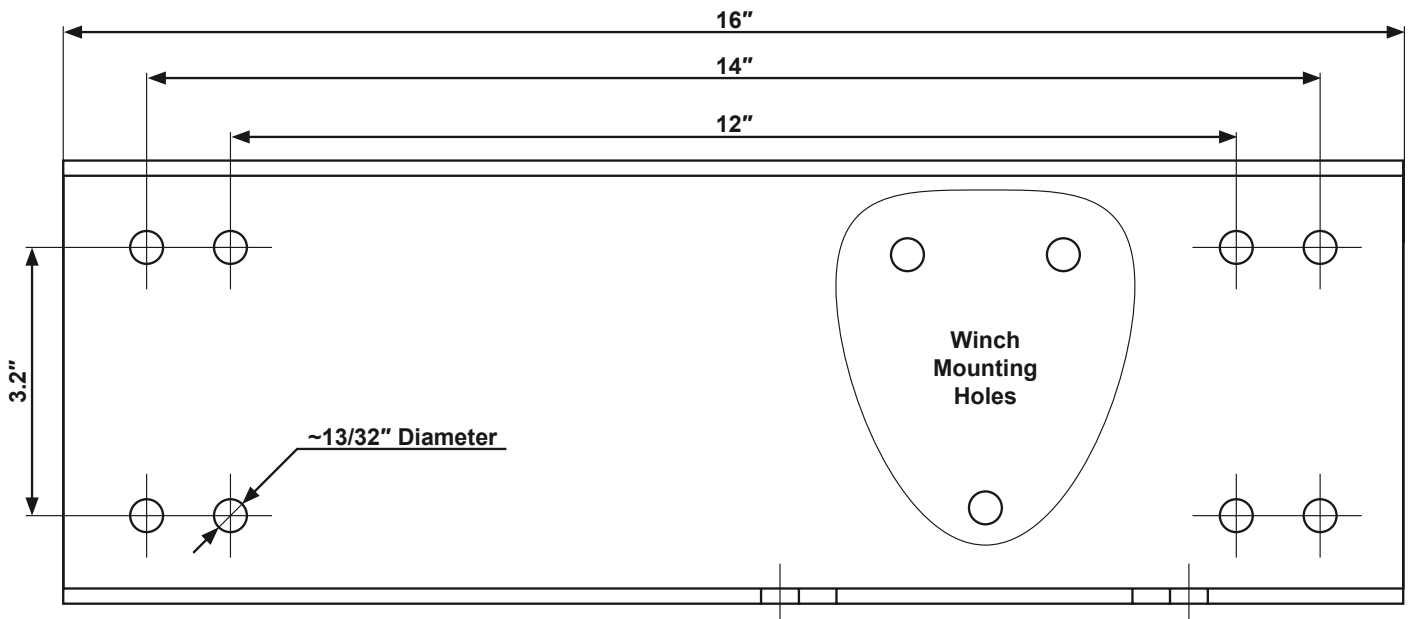 16″
14″
12″
3.2″
~13/32″ Diameter
Winch
Mounting
Holes